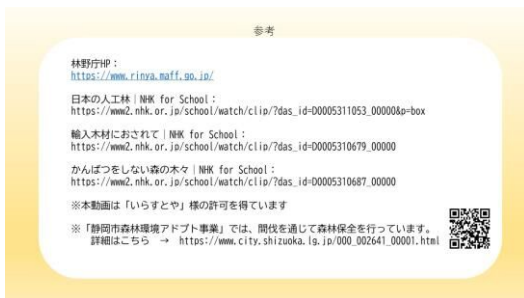 参考
林野庁HP：
https://www.rinya.maff.go.jp/
日本の人工林｜NHK for School：
https://www2.nhk.or.jp/school/watch/clip/?das_id=D0005311053_00000&p=box
輸入木材におされて｜NHK for School：
https://www2.nhk.or.jp/school/watch/clip/?das_id=D0005310679_00000
かんばつをしない森の木々｜NHK for School：
https://www2.nhk.or.jp/school/watch/clip/?das_id=D0005310687_00000
※本動画は「いらすとや」様の許可を得ています
※「静岡市森林環境アドプト事業」では、間伐を通じて森林保全を行っています。
詳細はこちら　→　https://www.city.shizuoka.lg.jp/000_002641_00001.html